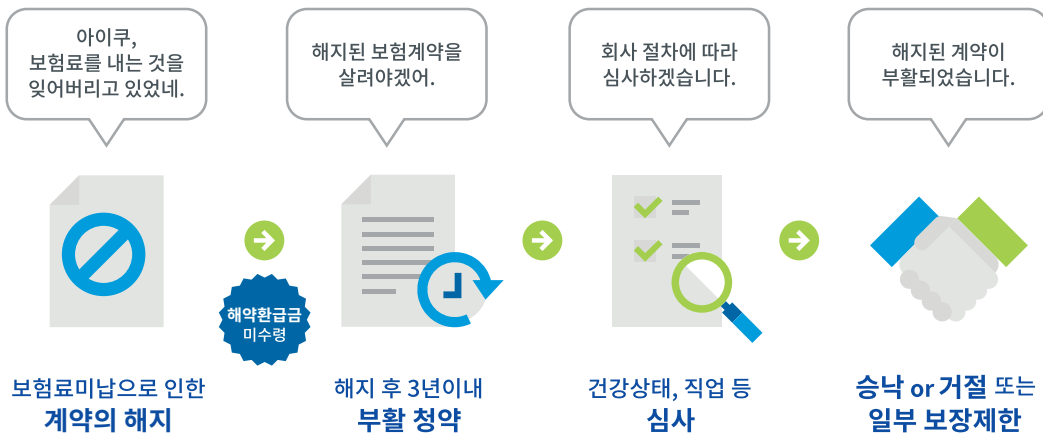 아이쿠,
보험료를 내는 것을
잊어버리고 있었네.
해지된 보험계약을
살려야겠어.
회사 절차에 따라
심사하겠습니다.
해지된 계약이
부활되었습니다.
해약환급금
미수령
보험료미납으로 인한
계약의 해지
해지 후 3년이내
부활 청약
건강상태, 직업 등
심사
승낙 or 거절 또는
일부 보장제한